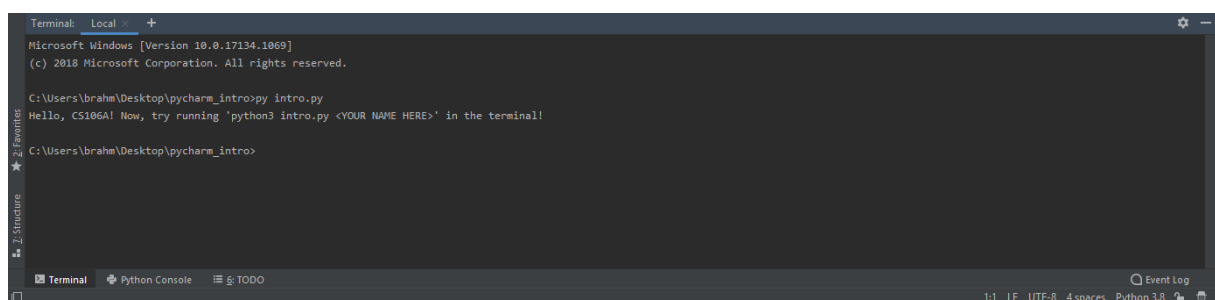 Terminal: Local × +
Microsoft Windows [Version 10.0.17134.1069]
(c) 2018 Microsoft Corporation. All rights reserved.
C:\Users\brahm\Desktop\pycharm_intro>py intro.py
Hello, CS106A! Now, try running 'python3 intro.py <YOUR NAME HERE>' in the terminal!
C:\Users\brahm\Desktop\pycharm_intro>
2: Favorites
7: Structure
Terminal Python Console 6: TODO Event Log
1:1 LF UTF-8 4 spaces Python 3.8